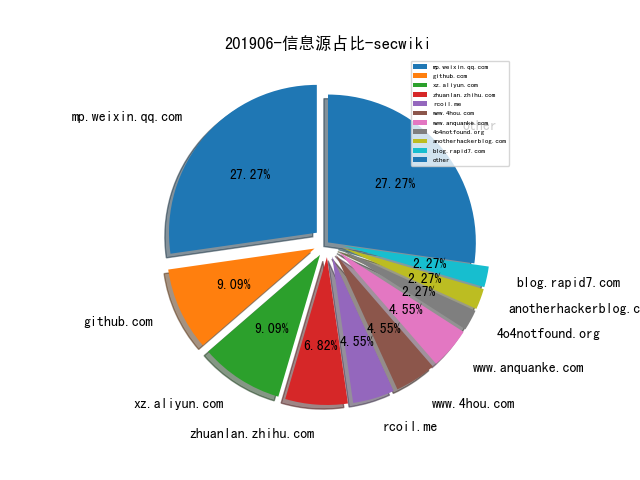 201906-信息源占比-secwiki
mp.weixin.qq.com
github.com
xz.aliyun.com
zhuanlan.zhihu.com
rcoil.me
www.4hou.com
www.anquanke.com
4o4notfound.org
anotherhackerblog.com
blog.rapid7.com
other
other
mp.weixin.qq.com
27.27%
27.27%
2.27%
blog.rapid7.com
2.27%
9.09%
2.27%
anotherhackerblog.c
4.55%
github.com
9.09%
4.55%
4o4notfound.org
6.82%
4.55%
www.anquanke.com
xz.aliyun.com
www.4hou.com
zhuanlan.zhihu.com
rcoil.me